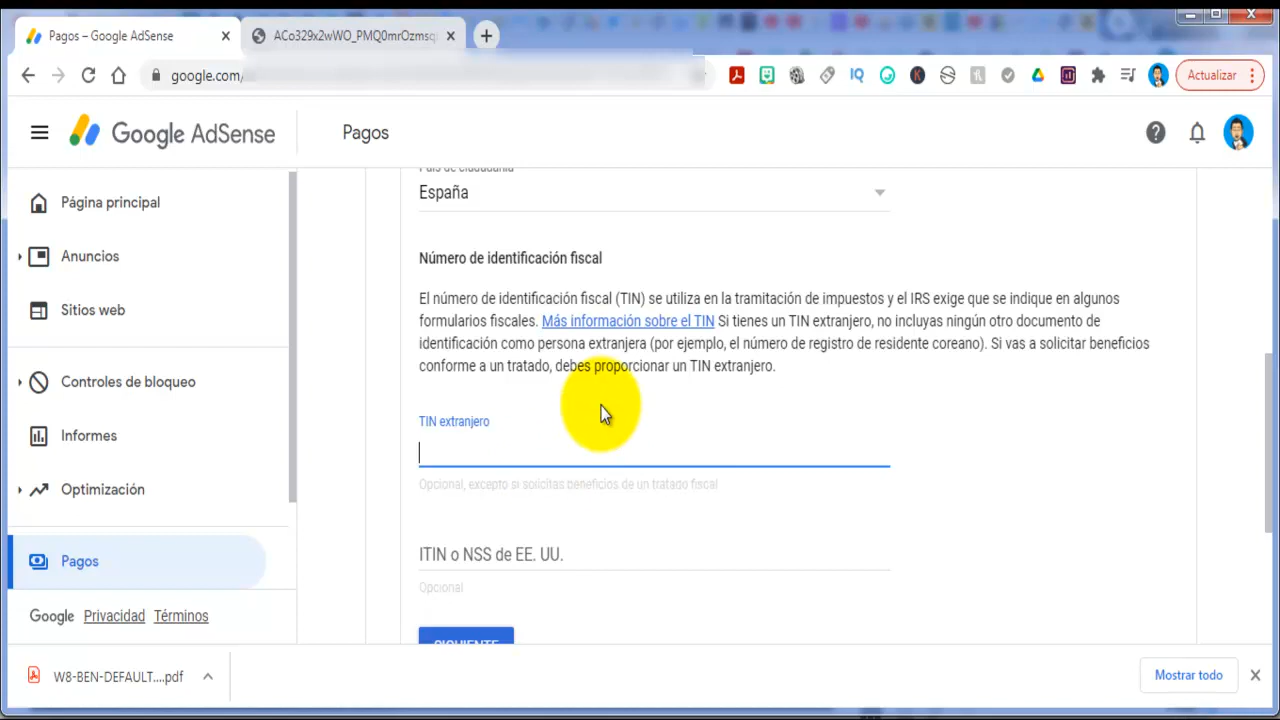 Pagos – Google AdSense
ACo329x2wWO_PMQ0mrOzmsq
google.com/
Actualizar
Google AdSense
Pagos
Página principal
Anuncios
Sitios web
Controles de bloqueo
Informes
Optimización
Pagos
Google Privacidad Términos
País de ciudadanía
España
Número de identificación fiscal
El número de identificación fiscal (TIN) se utiliza en la tramitación de impuestos y el IRS exige que se indique en algunos
formularios fiscales. Más información sobre el TIN Si tienes un TIN extranjero, no incluyas ningún otro documento de
identificación como persona extranjera (por ejemplo, el número de registro de residente coreano). Si vas a solicitar beneficios
conforme a un tratado, debes proporcionar un TIN extranjero.
TIN extranjero
Opcional, excepto si solicitas beneficios de un tratado fiscal
ITIN o NSS de EE. UU.
Opcional
SIGUIENTE
W8-BEN-DEFAULT....pdf
Mostrar todo